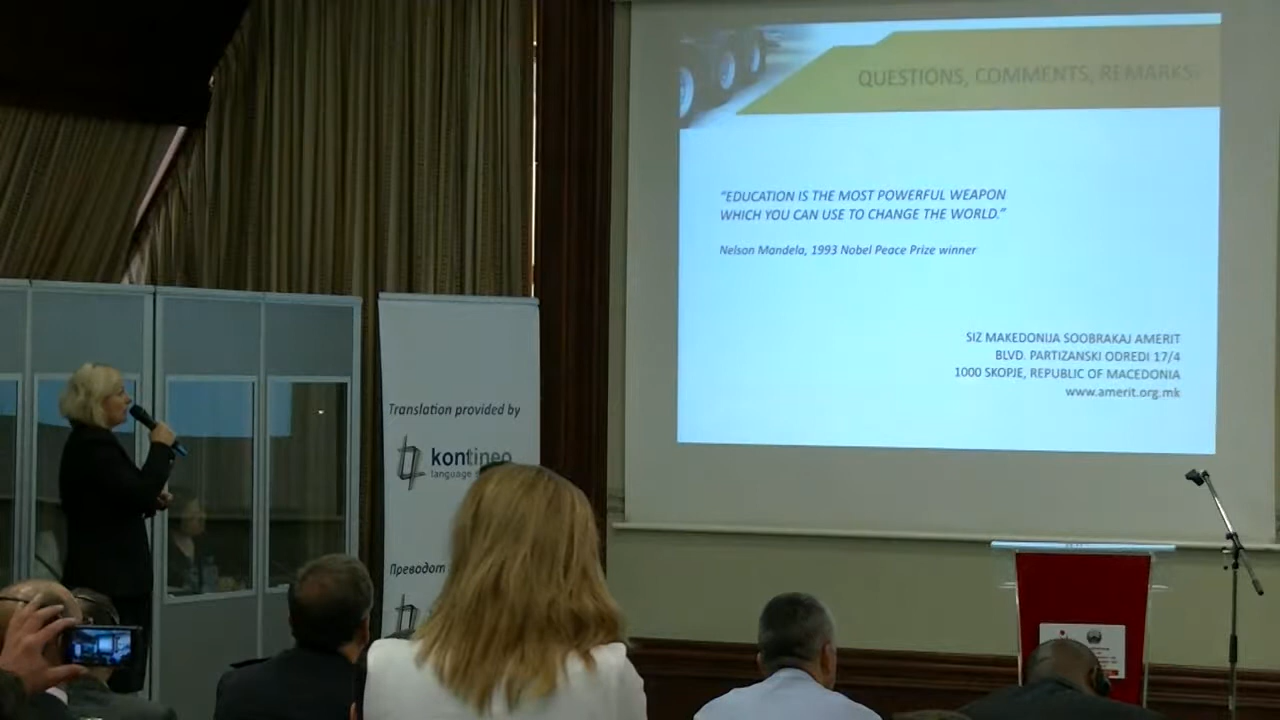 QUESTIONS, COMMENTS, REMARKS
"EDUCATION IS THE MOST POWERFUL WEAPON
WHICH YOU CAN USE TO CHANGE THE WORLD."
Nelson Mandela, 1993 Nobel Peace Prize winner
SIZ MAKEDONIJA SOOBRAKAJ AMERIT
BLVD. PARTIZANSKI ODREDI 17/4
1000 SKOPJE, REPUBLIC OF MACEDONIA
www.amerit.org.mk
Translation provided by
kontineo
language
Преводот